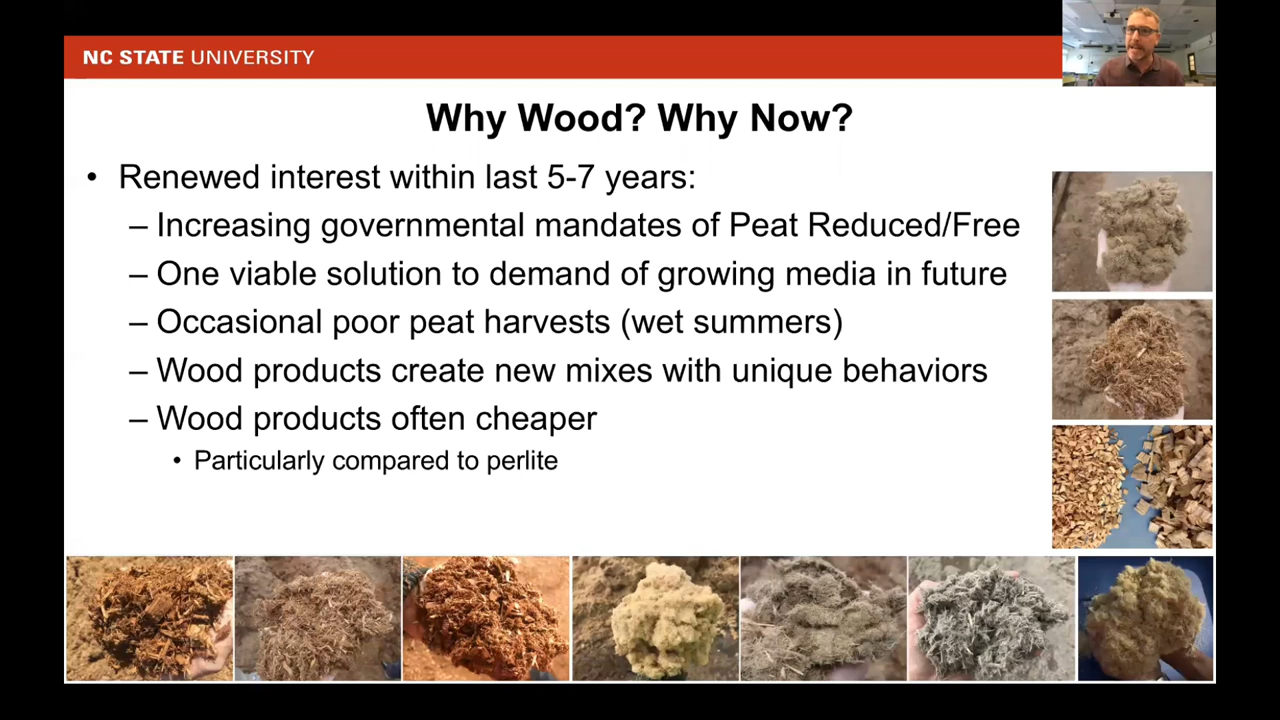 NC STATE UNIVERSITY
Why Wood? Why Now?
• Renewed interest within last 5-7 years:
– Increasing governmental mandates of Peat Reduced/Free
– One viable solution to demand of growing media in future
– Occasional poor peat harvests (wet summers)
– Wood products create new mixes with unique behaviors
– Wood products often cheaper
• Particularly compared to perlite